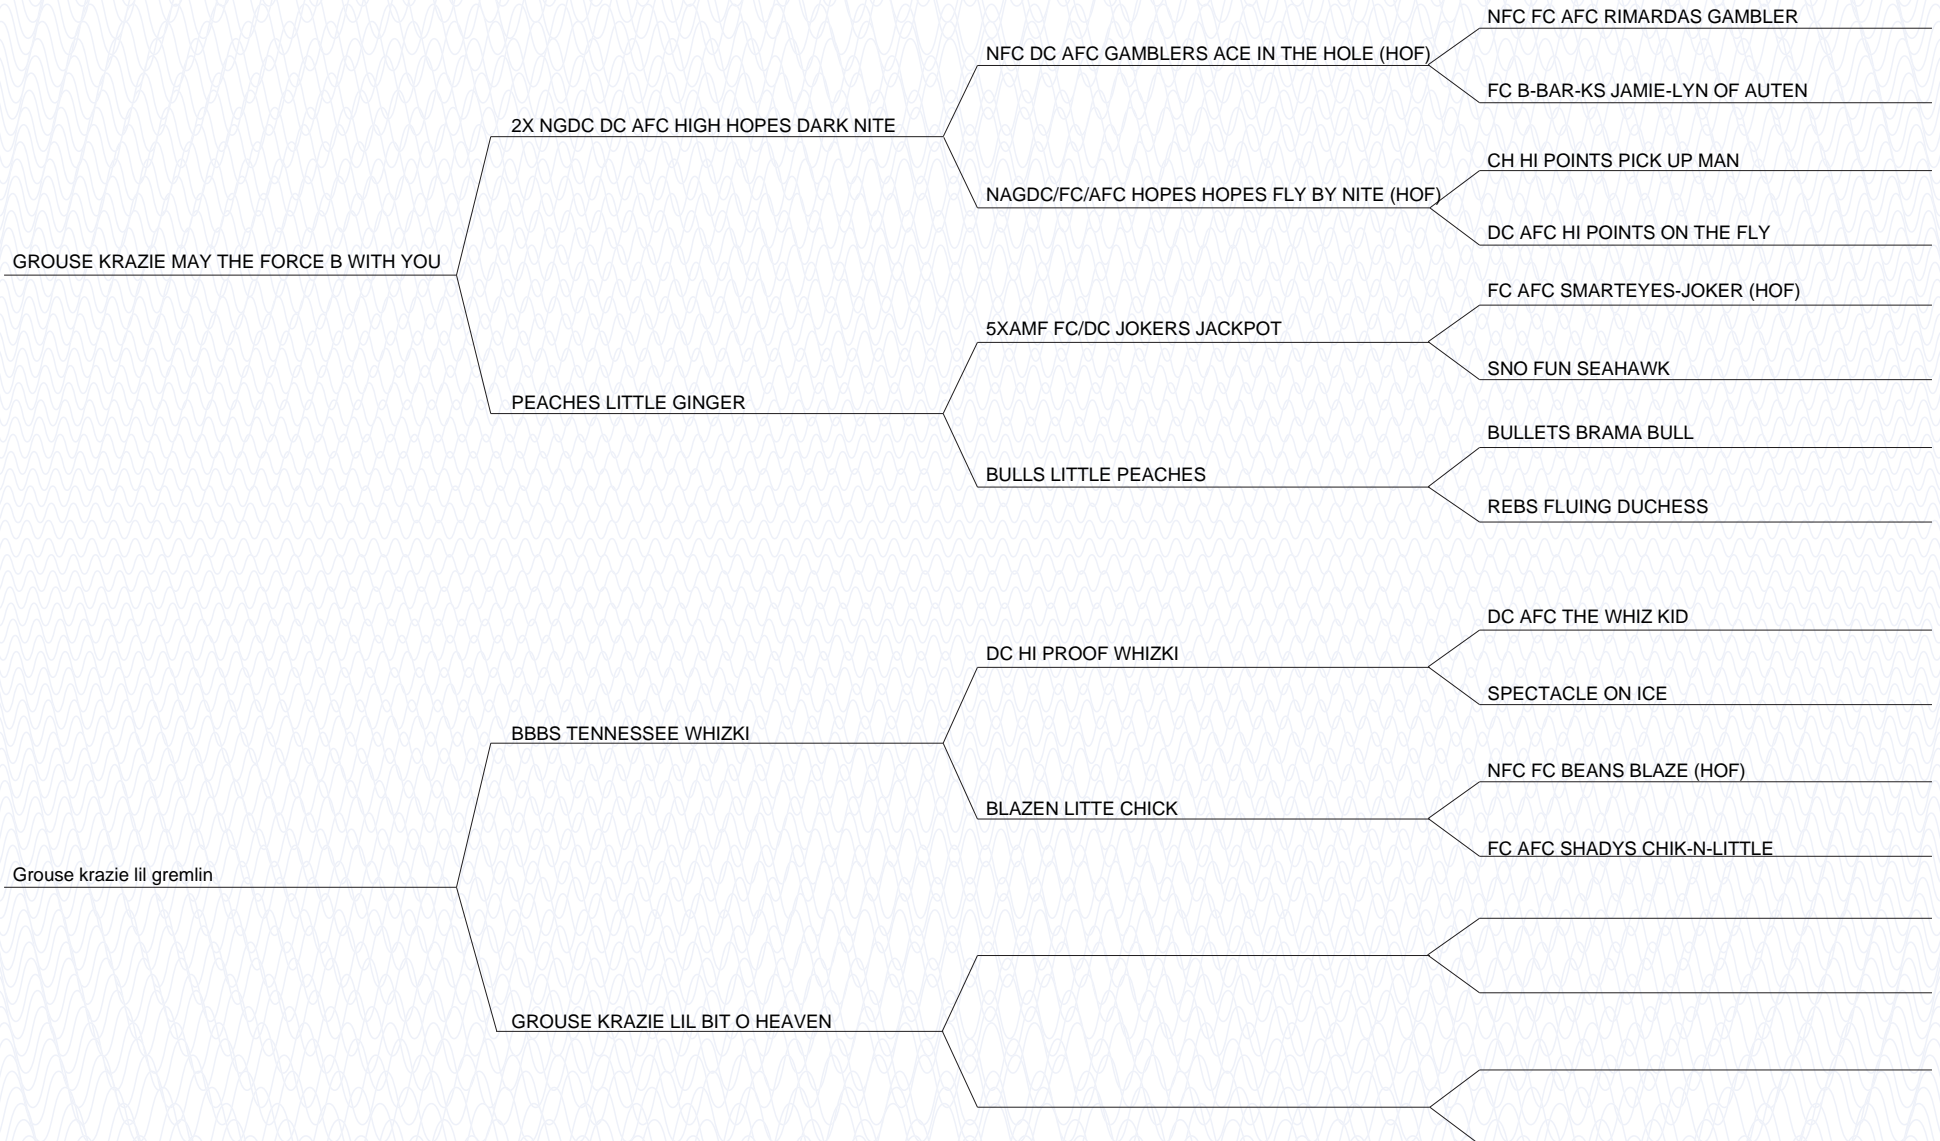 NFC FC AFC RIMARDAS GAMBLER
NFC DC AFC GAMBLERS ACE IN THE HOLE (HOF)
FC B-BAR-KS JAMIE-LYN OF AUTEN
2X NGDC DC AFC HIGH HOPES DARK NITE
CH HI POINTS PICK UP MAN
NAGDC/FC/AFC HOPES HOPES FLY BY NITE (HOF)
DC AFC HI POINTS ON THE FLY
GROUSE KRAZIE MAY THE FORCE B WITH YOU
FC AFC SMARTEYES-JOKER (HOF)
5XAMF FC/DC JOKERS JACKPOT
SNO FUN SEAHAWK
PEACHES LITTLE GINGER
BULLETS BRAMA BULL
BULLS LITTLE PEACHES
REBS FLUING DUCHESS
DC AFC THE WHIZ KID
DC HI PROOF WHIZKI
SPECTACLE ON ICE
BBBS TENNESSEE WHIZKI
NFC FC BEANS BLAZE (HOF)
BLAZEN LITTE CHICK
FC AFC SHADYS CHIK-N-LITTLE
Grouse krazie lil gremlin
GROUSE KRAZIE LIL BIT O HEAVEN